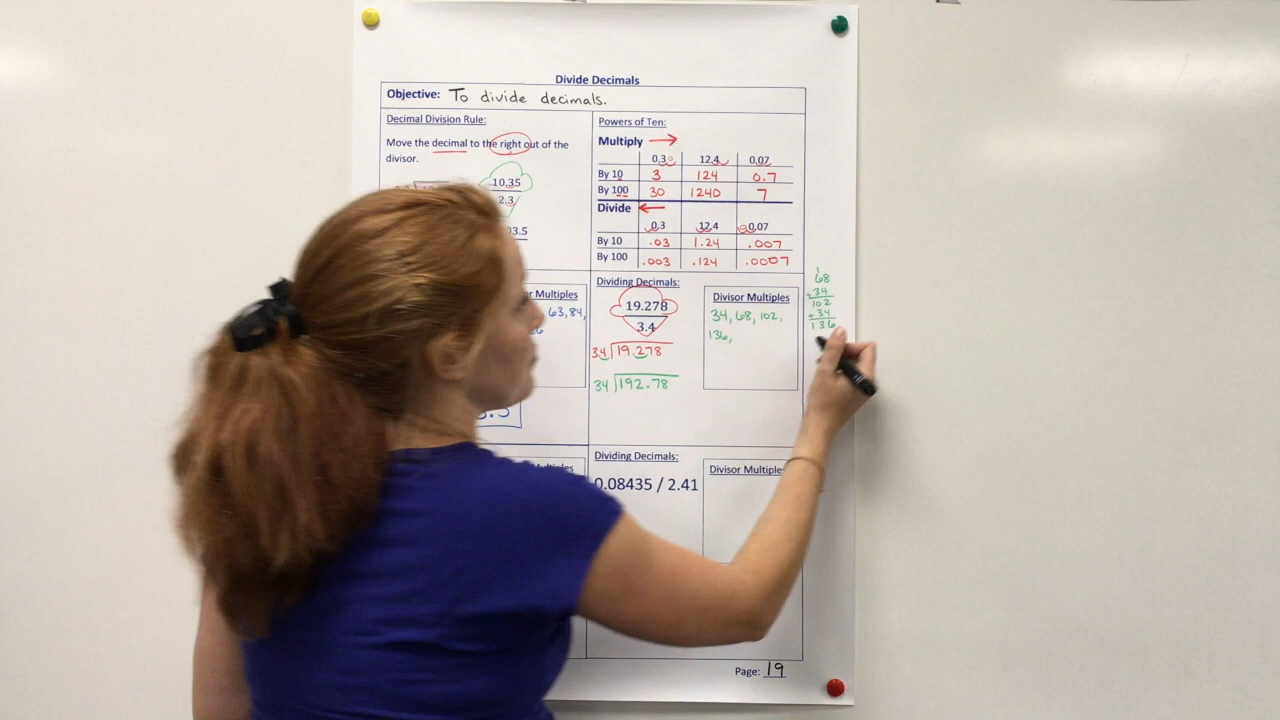 Divide Decimals
Objective: To divide decimals.
Decimal Division Rule:
Move the decimal to the right out of the
divisor.
10.35
2.3
Powers of Ten:
Multiply →
0.3 12.4 0.07
By 10 3 124 0.7
By 100 30 1240 7
Divide ←
0.3 12.4 0.07
By 10 .03 1.24 .007
By 100 .003 .124 .0007
Multiples
63, 84,
Dividing Decimals:
19.278
3.4
34 19.278
34 192.78
Divisor Multiples
34, 68, 102,
136,
68
+34
102
+34
136
Dividing Decimals:
0.08435 / 2.41
Divisor Multiples
Page: 19